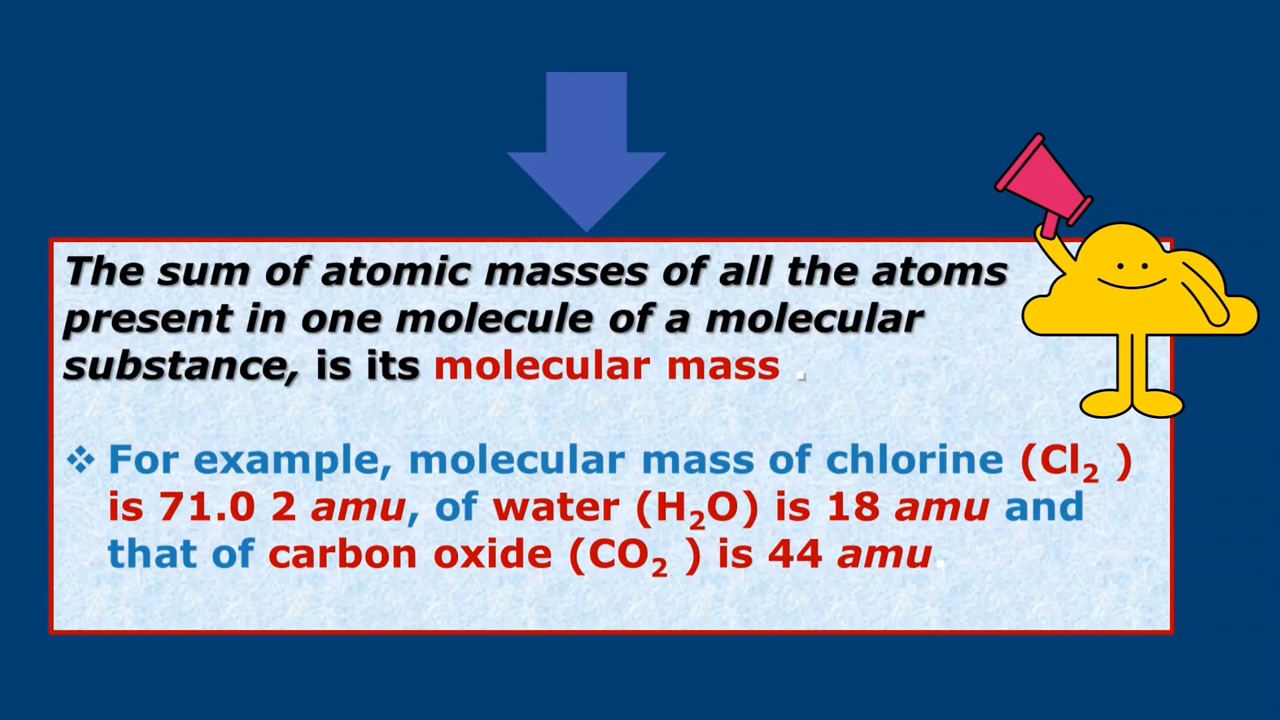 The sum of atomic masses of all the atoms
present in one molecule of a molecular
substance, is its molecular mass .
❖ For example, molecular mass of chlorine (Cl₂ )
is 71.0 2 amu, of water (H₂O) is 18 amu and
that of carbon oxide (CO₂ ) is 44 amu.